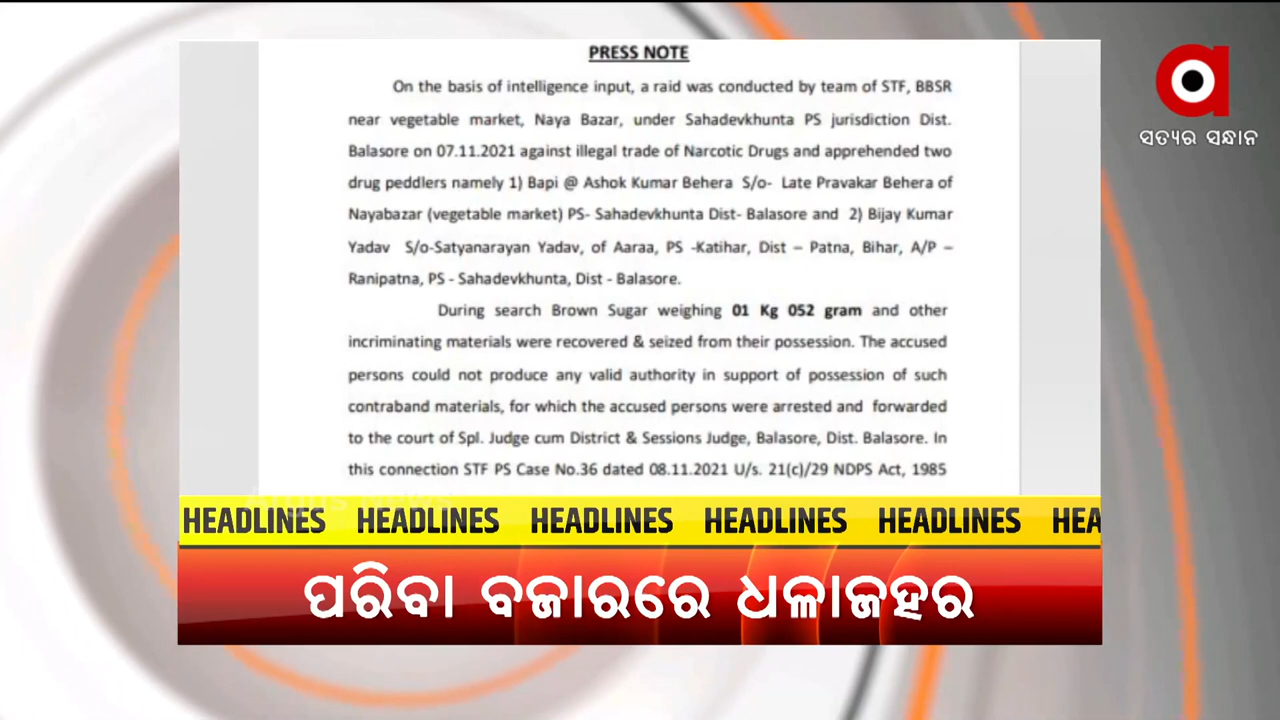 PRESS NOTE
On the basis of intelligence input, a raid was conducted by team of STF, BBSR
near vegetable market, Naya Bazar, under Sahadevkhunta PS jurisdiction Dist.
Balasore on 07.11.2021 against illegal trade of Narcotic Drugs and apprehended two
drug peddlers namely 1) Bapi @ Ashok Kumar Behera S/o- Late Pravakar Behera of
Nayabazar (vegetable market) PS- Sahadevkhunta Dist- Balasore and 2) Bijay Kumar
Yadav S/o-Satyanarayan Yadav, of Aaraa, PS -Katihar, Dist – Patna, Bihar, A/P –
Ranipatna, PS - Sahadevkhunta, Dist - Balasore.
During search Brown Sugar weighing 01 Kg 052 gram and other
incriminating materials were recovered & seized from their possession. The accused
persons could not produce any valid authority in support of possession of such
contraband materials, for which the accused persons were arrested and forwarded
to the court of Spl. Judge cum District & Sessions Judge, Balasore, Dist. Balasore. In
this connection STF PS Case No.36 dated 08.11.2021 U/s. 21(c)/29 NDPS Act, 1985
ସତ୍ୟର ସନ୍ଧାନ
Argus News
HEADLINES HEADLINES HEADLINES HEADLINES HEADLINES HEA
ପରିବା ବଜାରରେ ଧଳାଜହର